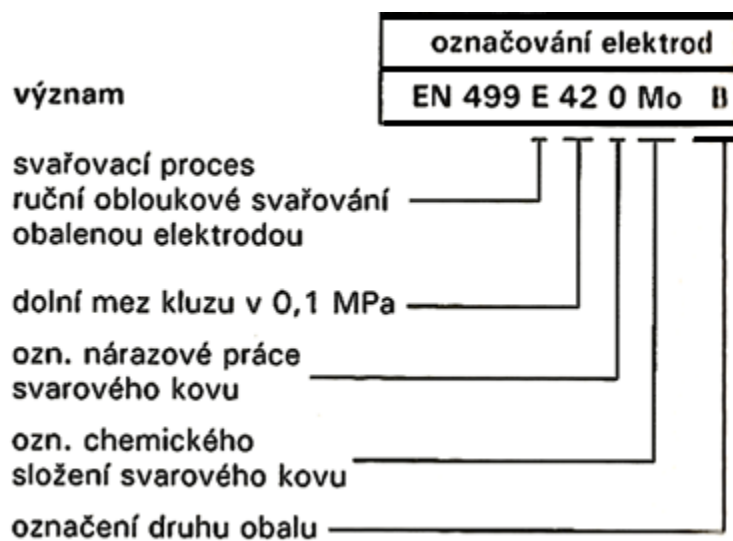 označování elektrod
význam
EN 499 E 42 0 Mo B
svařovací proces
ruční obloukové svařování
obalenou elektrodou
dolní mez kluzu v 0,1 MPa
ozn. nárazové práce
svarového kovu
ozn. chemického
složení svarového kovu
označení druhu obalu